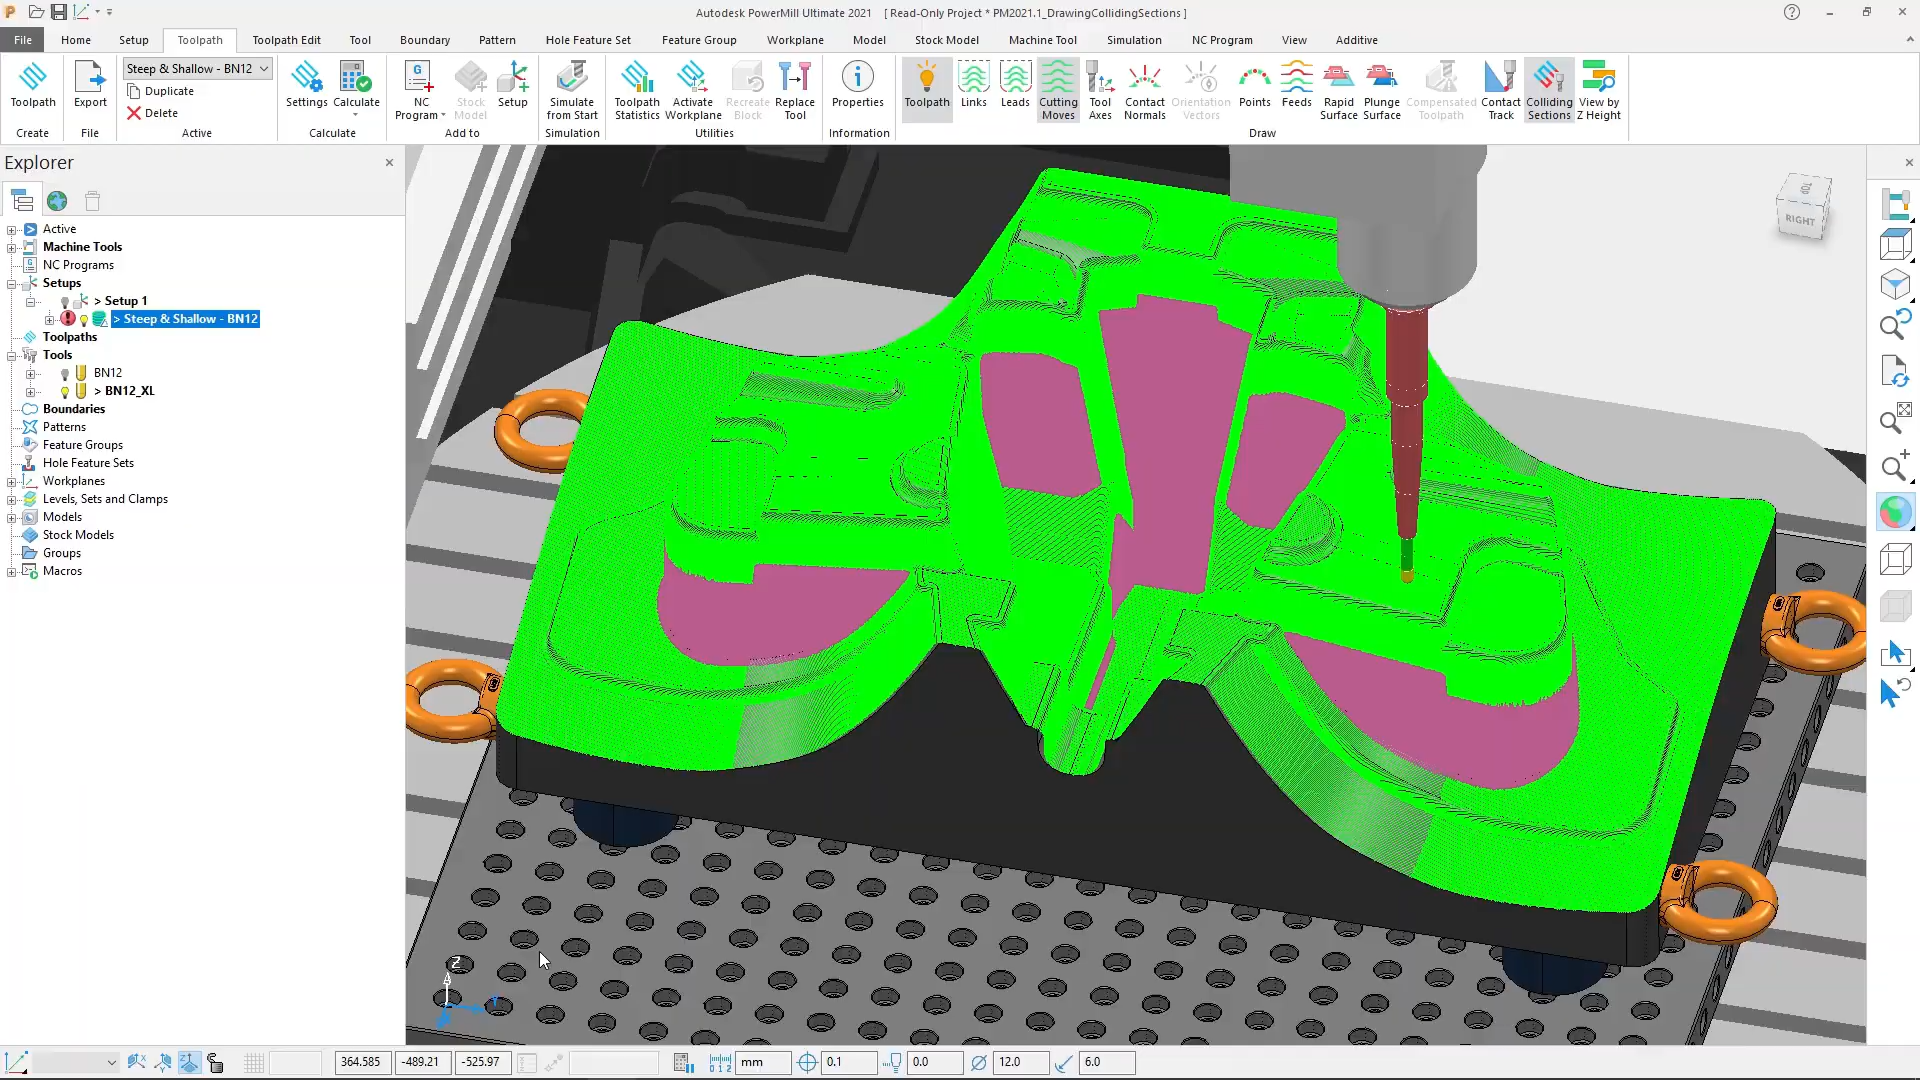 Autodesk PowerMill Ultimate 2021 [ Read-Only Project * PM2021.1_DrawingCollidingSections ]
File Home Setup Toolpath Toolpath Edit Tool Boundary Pattern Hole Feature Set Feature Group Workplane Model Stock Model Machine Tool Simulation NC Program View Additive
Steep & Shallow - BN12
Duplicate
Delete
Toolpath Export Settings Calculate NC Program Stock Model Setup Simulate from Start Toolpath Statistics Activate Workplane Recreate Block Replace Tool Properties Toolpath Links Leads Cutting Moves Tool Axes Contact Normals Orientation Vectors Points Feeds Rapid Surface Plunge Surface Compensated Toolpath Contact Track Colliding Sections View by Z Height
Create File Active Calculate Add to Simulation Utilities Information Draw
Explorer
Active
Machine Tools
NC Programs
Setups
> Setup 1
> Steep & Shallow - BN12
Toolpaths
Tools
BN12
> BN12_XL
Boundaries
Patterns
Feature Groups
Hole Feature Sets
Workplanes
Levels, Sets and Clamps
Models
Stock Models
Groups
Macros
TOP
RIGHT
Z
Y
364.585 -489.21 -525.97 mm 0.1 0.0 12.0 6.0